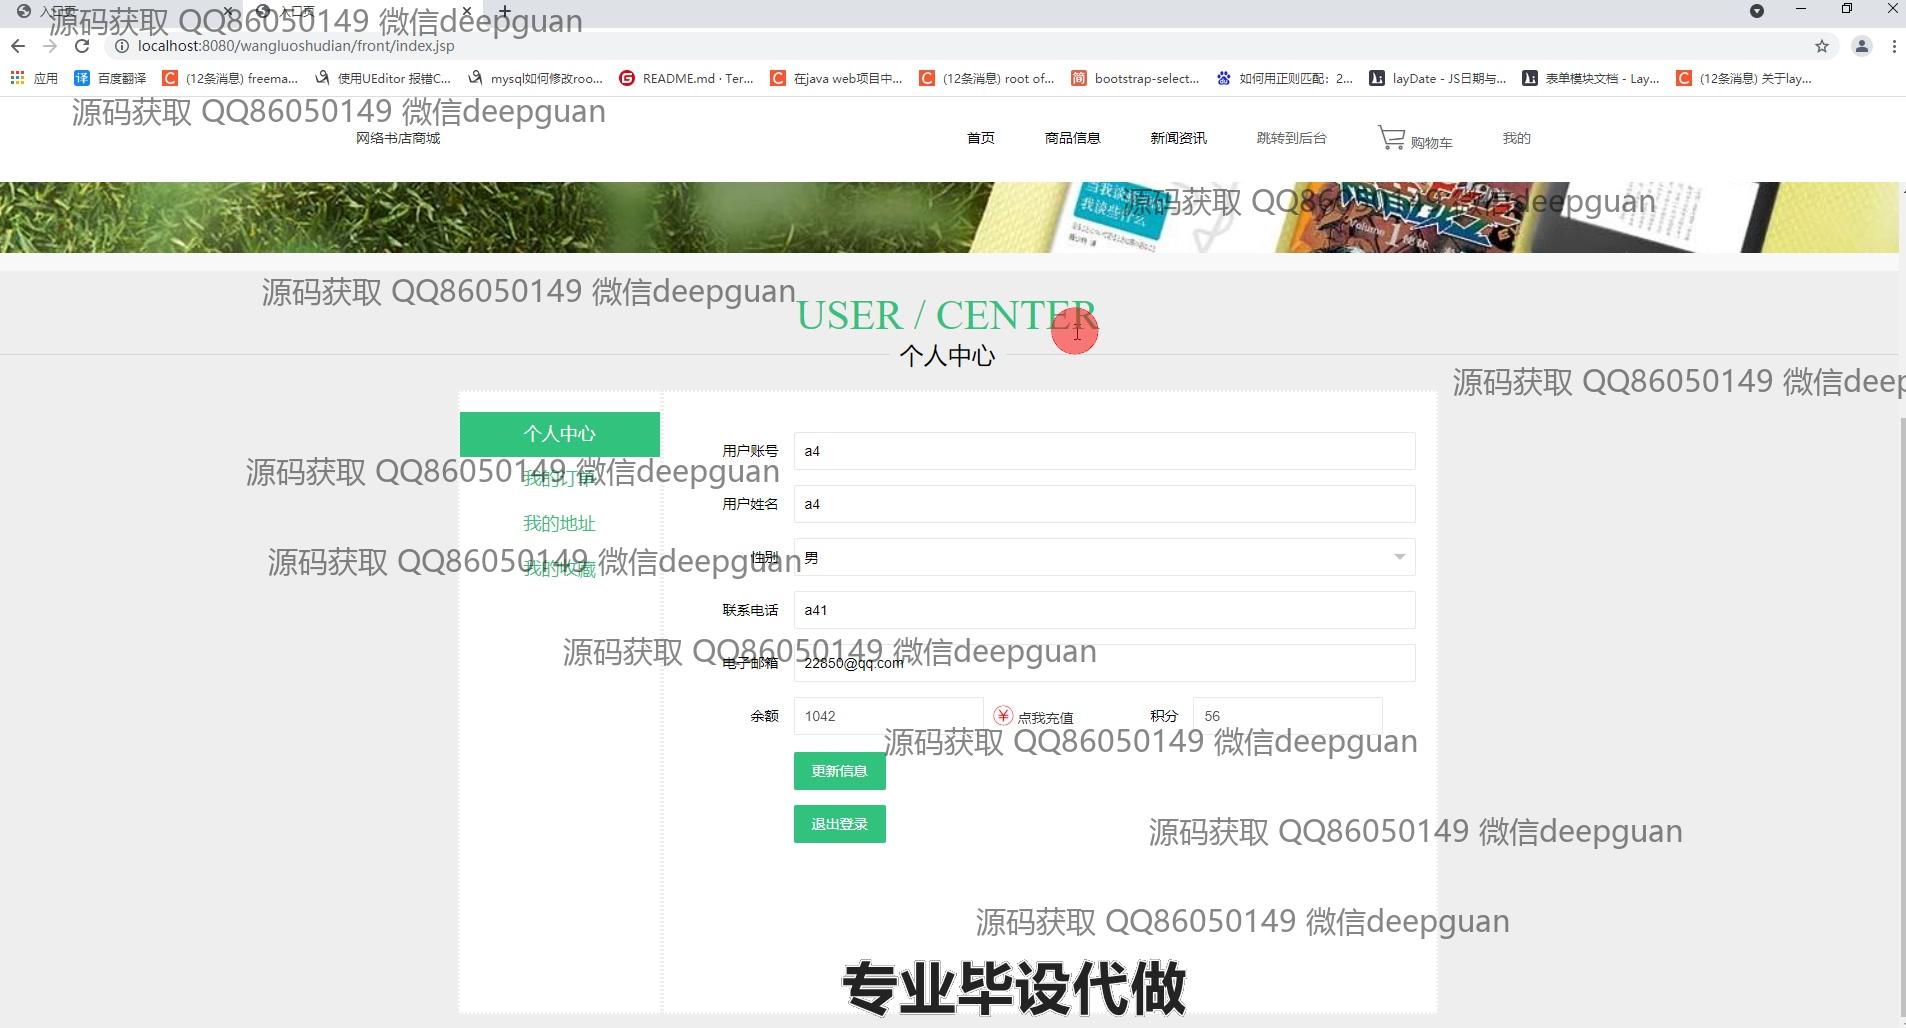 入口页 入口页
源码获取 QQ86050149 微信deepguan
localhost:8080/wangluoshudian/front/index.jsp
应用 百度翻译 (12条消息) freema... 使用UEditor 报错C... mysql如何修改roo... README.md · Ter... 在java web项目中... (12条消息) root of... bootstrap-select... 如何用正则匹配：2... layDate - JS日期与... 表单模块文档 - Lay... (12条消息) 关于lay...
源码获取 QQ86050149 微信deepguan
网络书店商城 首页 商品信息 新闻资讯 跳转到后台 购物车 我的
当我谈
我谈些什么
Volume 1
源码获取 QQ86050149 微信deepguan
源码获取 QQ86050149 微信deepguan
USER / CENTER
个人中心
源码获取 QQ86050149 微信deep
个人中心
用户账号 a4
源码获取 QQ86050149 微信deepguan
我的订单
用户姓名 a4
我的地址
性别 男
源码获取 QQ86050149 微信deepguan
我的收藏
联系电话 a41
源码获取 QQ86050149 微信deepguan
电子邮箱 22850@qq.com
余额 1042 点我充值 积分 56
源码获取 QQ86050149 微信deepguan
更新信息
退出登录
源码获取 QQ86050149 微信deepguan
源码获取 QQ86050149 微信deepguan
专业毕设代做